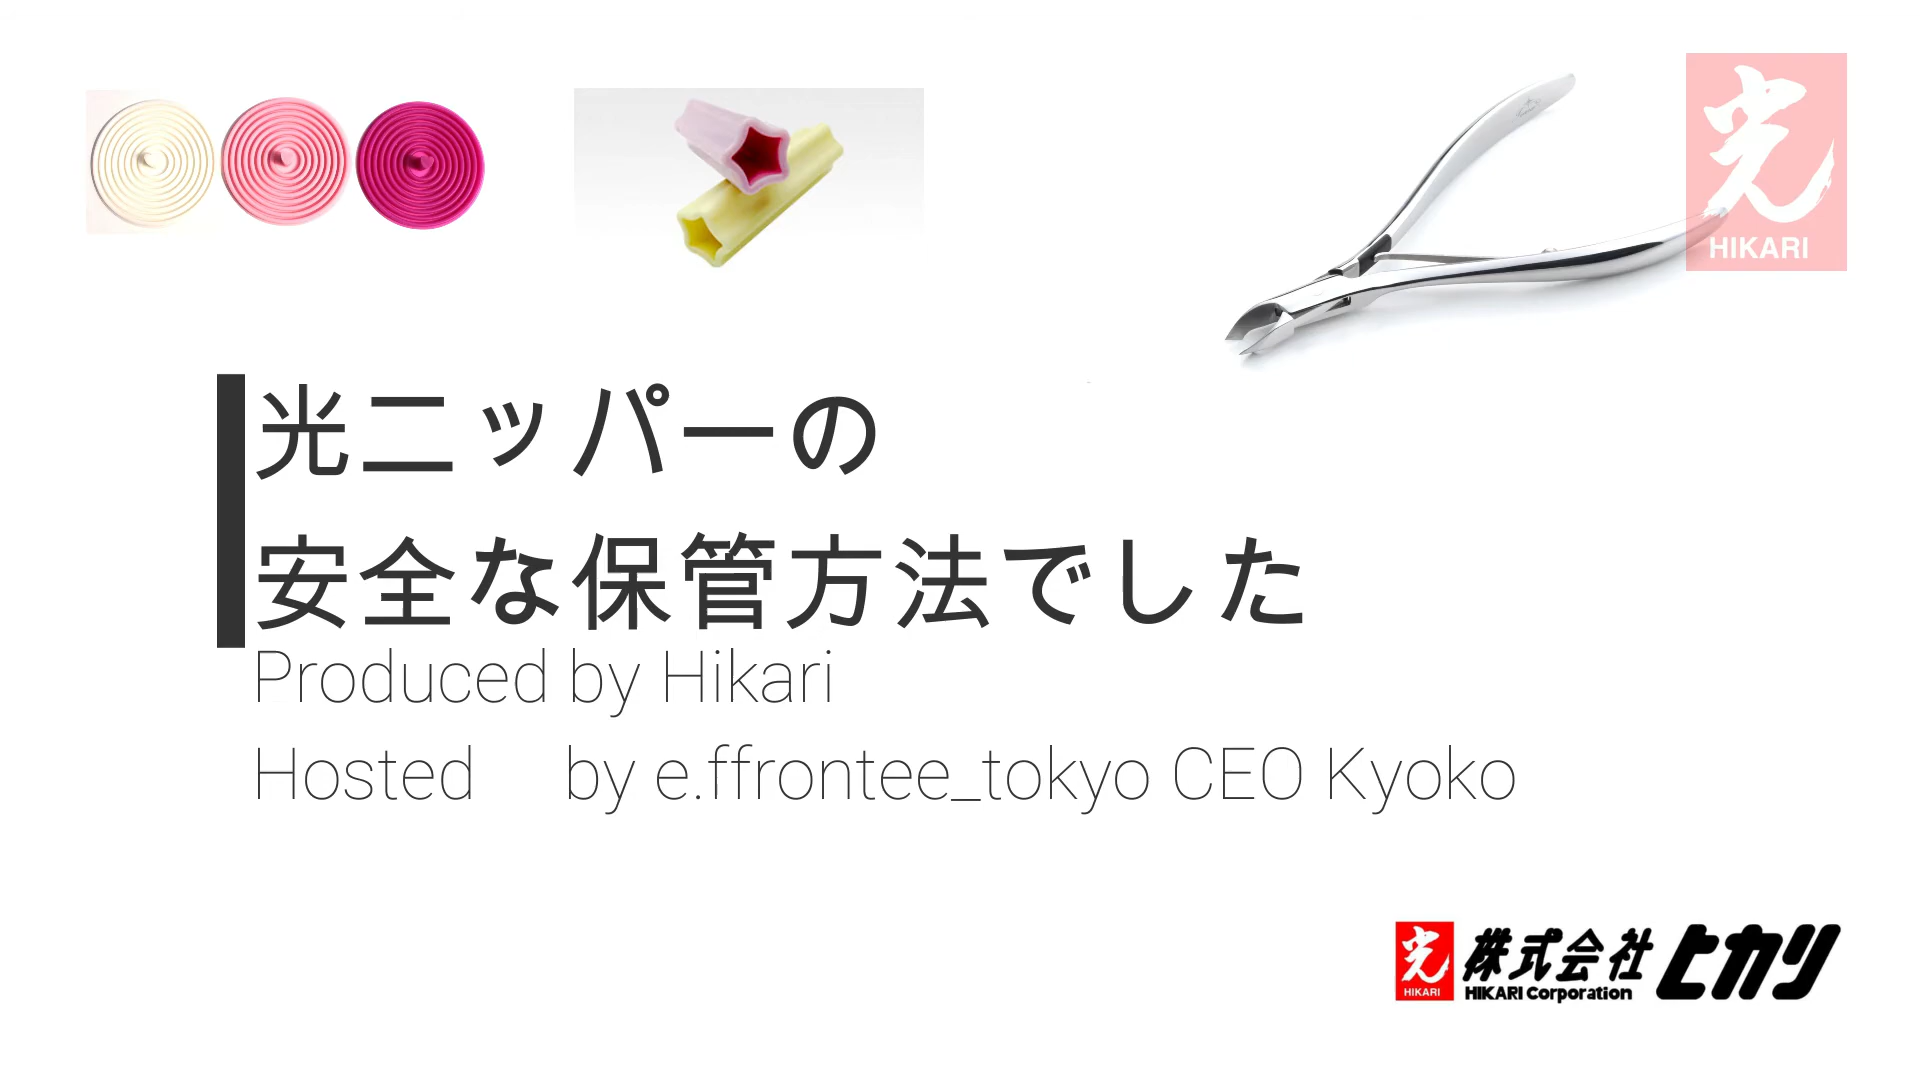 光
HIKARI
光ニッパーの
安全な保管方法でした
Produced by Hikari
Hosted by e.ffrontee_tokyo CEO Kyoko
光
HIKARI
株式会社 ヒカリ
HIKARI Corporation